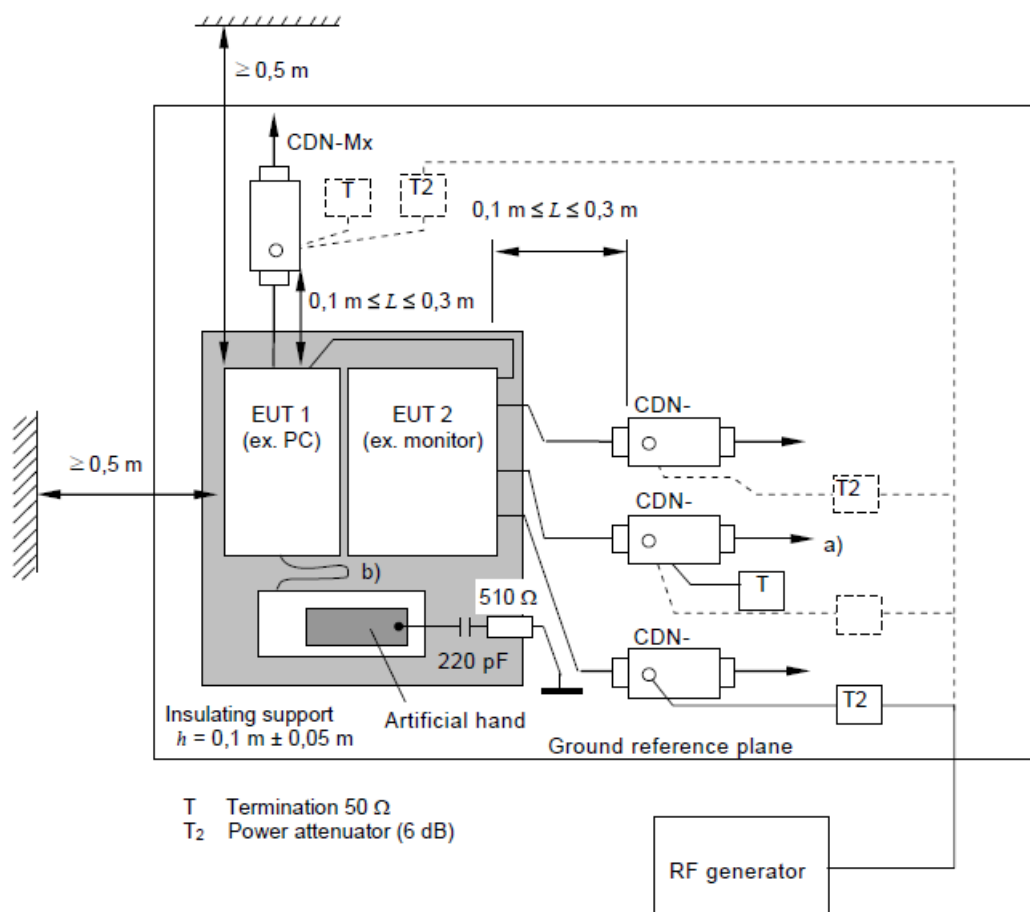 ≥ 0,5 m
CDN-Mx
T
T2
0,1 m ≤ L ≤ 0,3 m
0,1 m ≤ L ≤ 0,3 m
EUT 1
(ex. PC)
EUT 2
(ex. monitor)
CDN-
≥ 0,5 m
T2
CDN-
a)
b)
T
510 Ω
220 pF
CDN-
T2
Artificial hand
Insulating support
h = 0,1 m ± 0,05 m
Ground reference plane
T Termination 50 Ω
T2 Power attenuator (6 dB)
RF generator